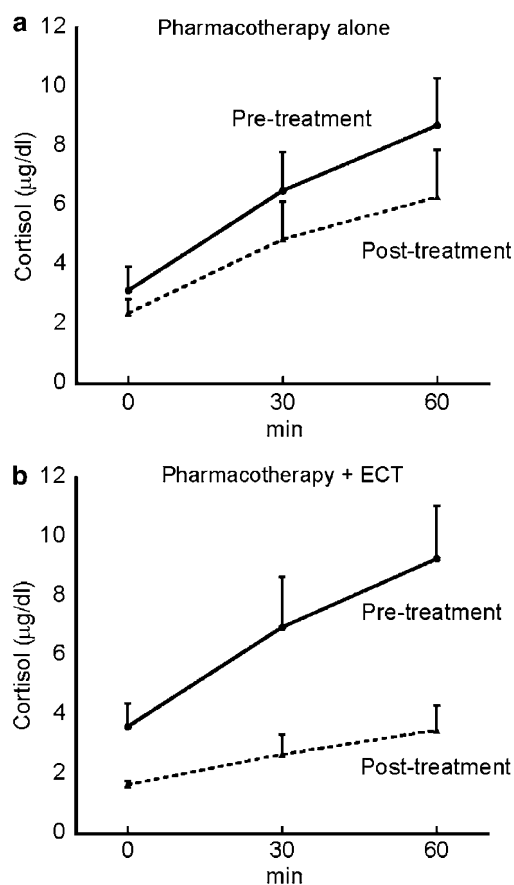 a
Pharmacotherapy alone
12
10
8
6
4
2
0
Cortisol (µg/dl)
Pre-treatment
Post-treatment
0 30 60
min
b
Pharmacotherapy + ECT
12
10
8
6
4
2
0
Cortisol (µg/dl)
Pre-treatment
Post-treatment
0 30 60
min